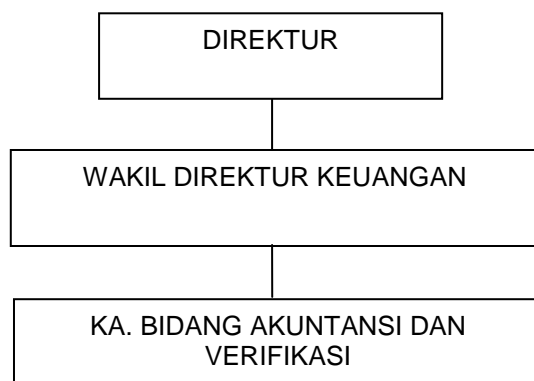 DIREKTUR
WAKIL DIREKTUR KEUANGAN
KA. BIDANG AKUNTANSI DAN
VERIFIKASI